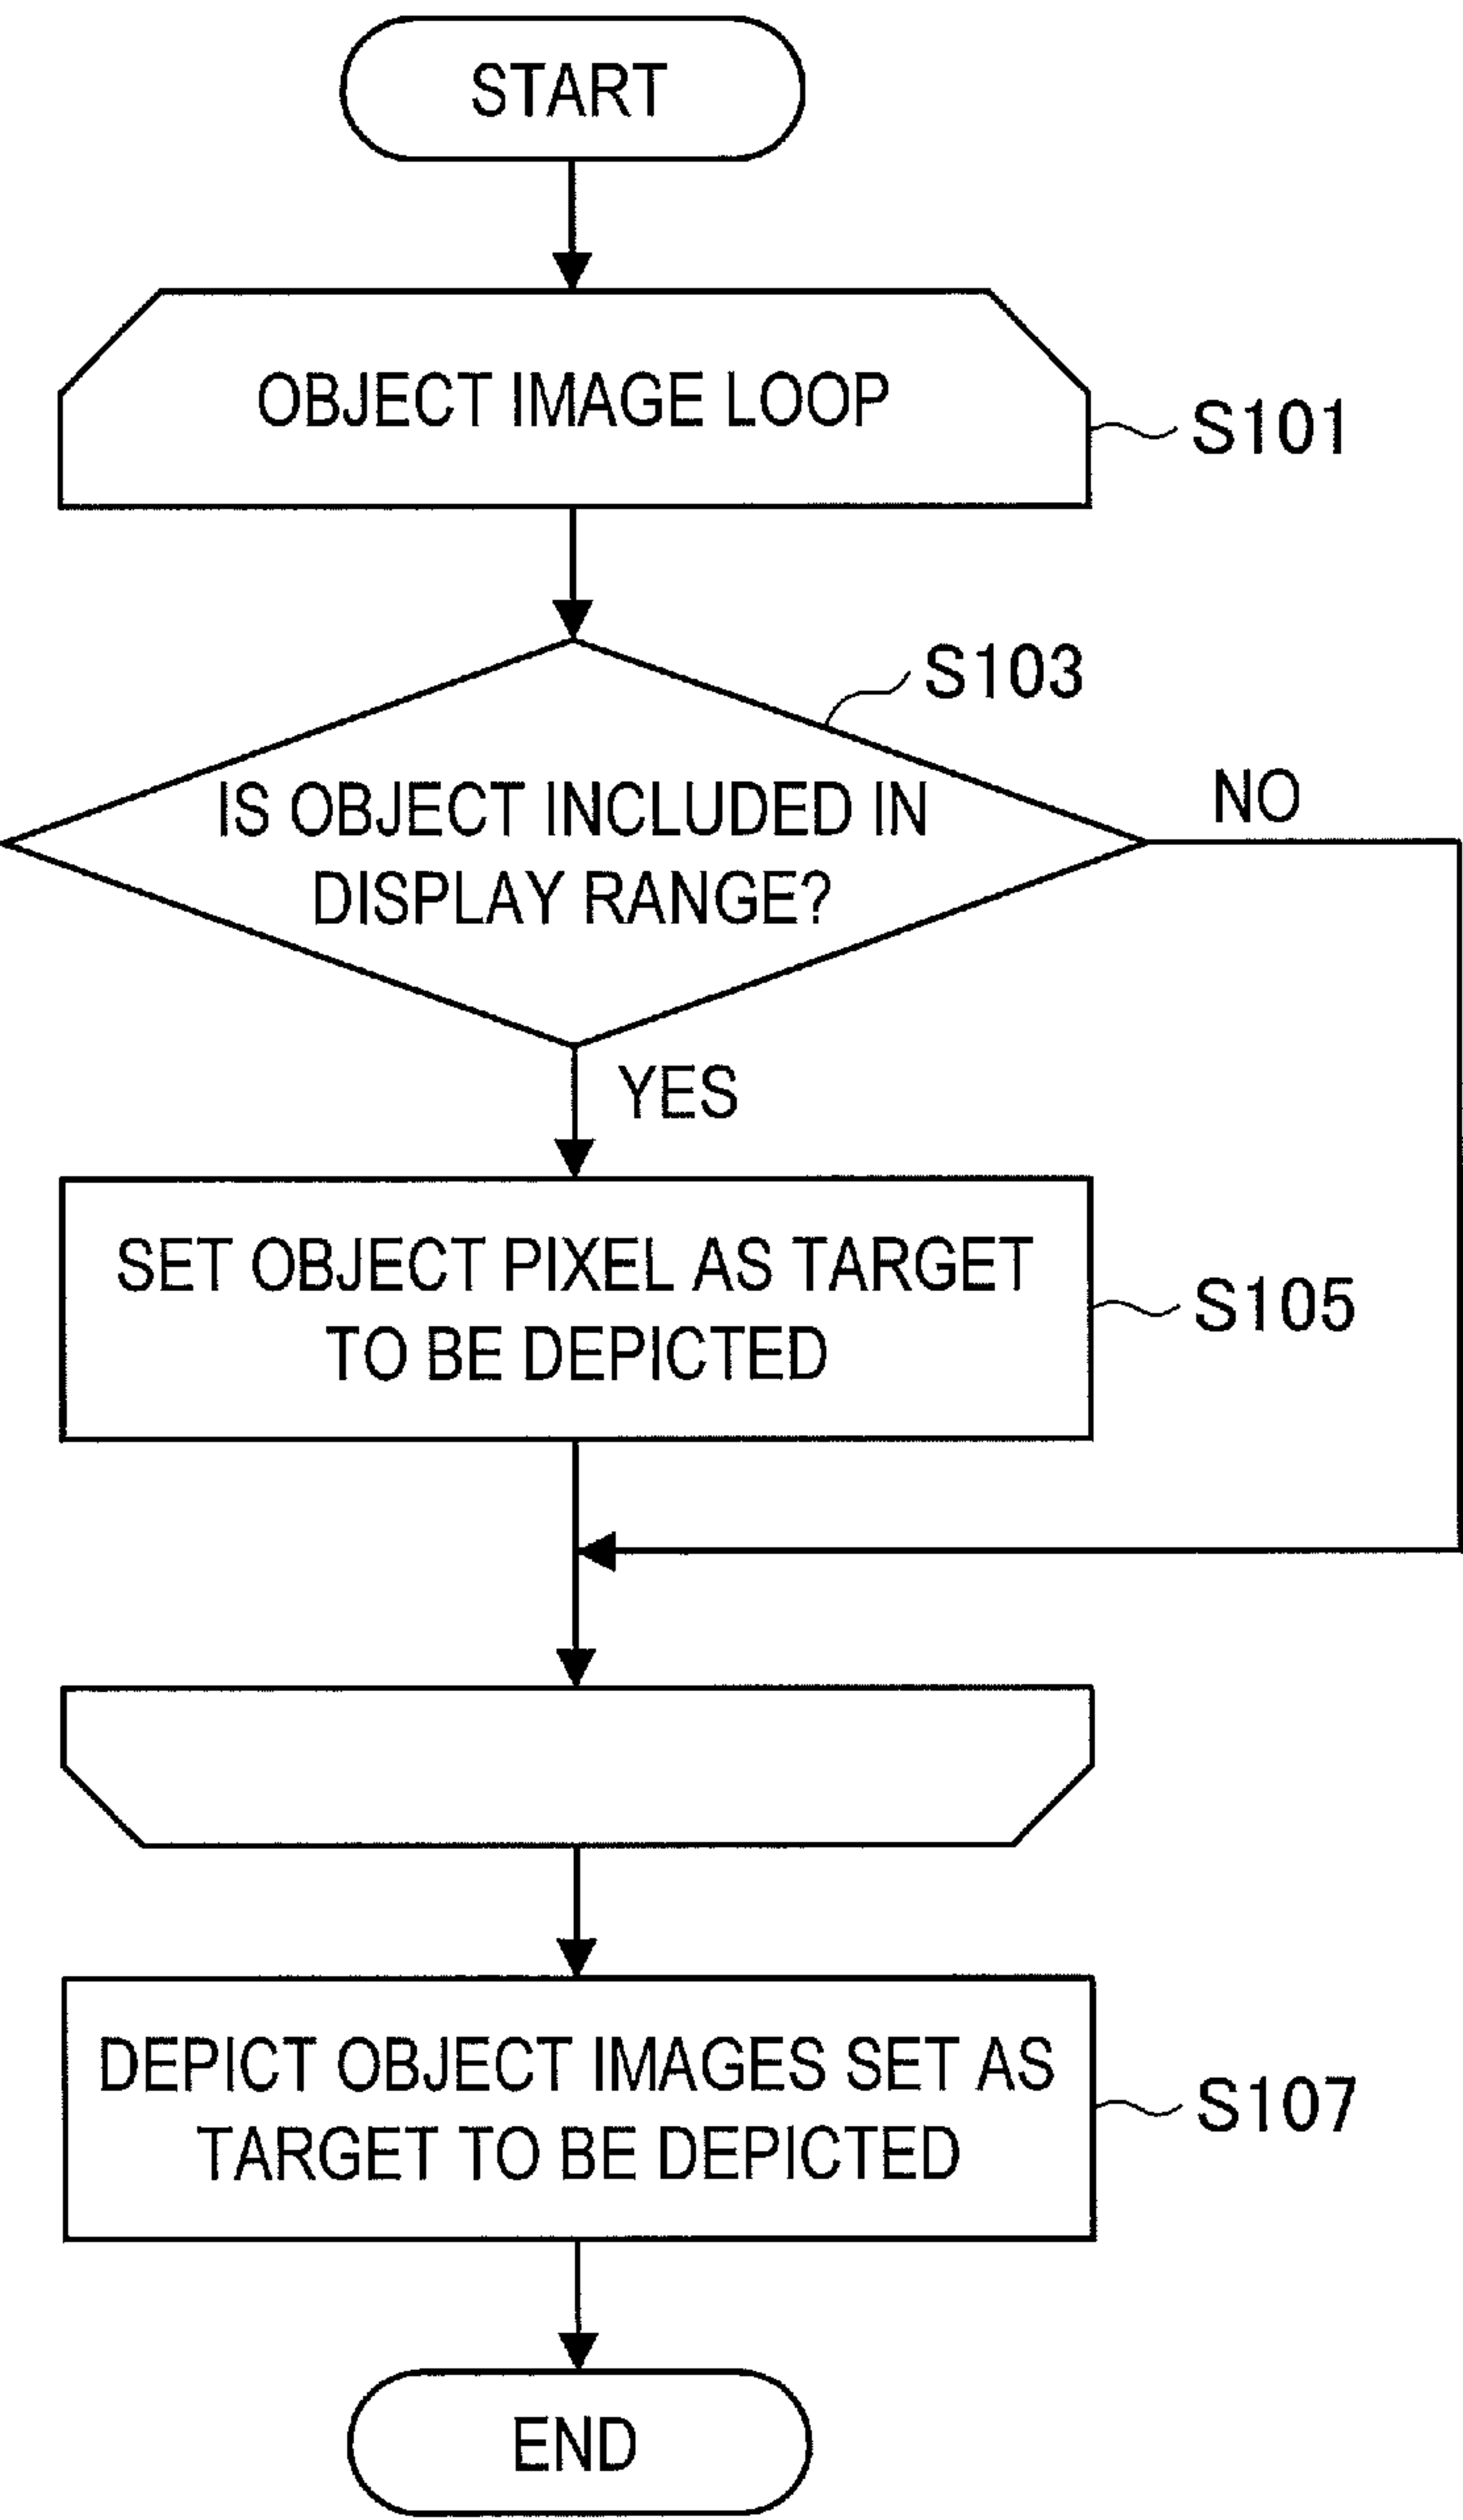 START
OBJECT IMAGE LOOP
S101
S103
IS OBJECT INCLUDED IN
DISPLAY RANGE?
NO
YES
SET OBJECT PIXEL AS TARGET
TO BE DEPICTED
S105
DEPICT OBJECT IMAGES SET AS
TARGET TO BE DEPICTED
S107
END